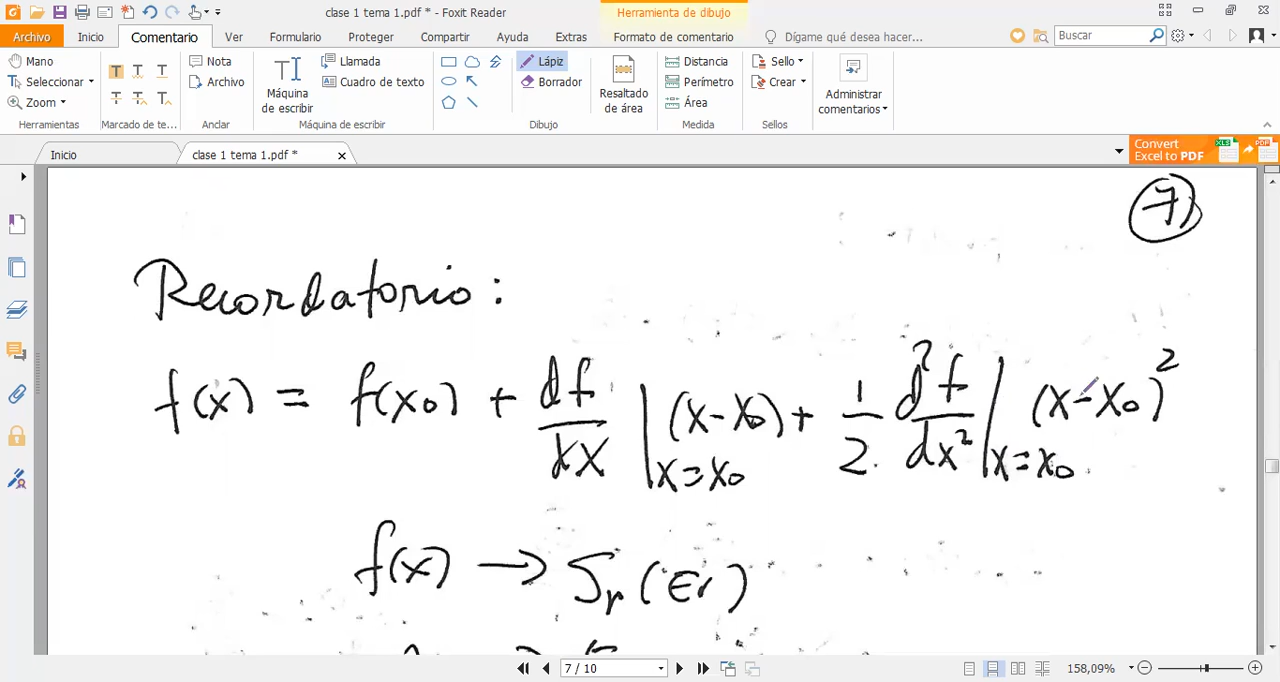 clase 1 tema 1.pdf * - Foxit Reader
Herramienta de dibujo
Archivo Inicio Comentario Ver Formulario Proteger Compartir Ayuda Extras Formato de comentario Dígame qué desea hacer... Buscar
Mano
Seleccionar
Zoom
Herramientas
T T T
T T T
Marcado de te...
Nota
Archivo
Anclar
Máquina de escribir
Llamada
Cuadro de texto
Máquina de escribir
Lápiz
Borrador
Dibujo
Resaltado de área
Distancia
Perímetro
Área
Medida
Sello
Crear
Sellos
Administrar comentarios
Inicio clase 1 tema 1.pdf *
Convert Excel to PDF
7)
Recordatorio:
f(x) = f(x0) + df/dx |x=x0 (x-x0) + 1/2 d²f/dx² |x=x0 (x-x0)²
f(x) → Sr (Er)
7 / 10
158,09%